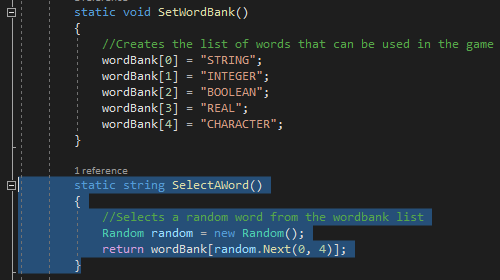 static void SetWordBank()
{
//Creates the list of words that can be used in the game
wordBank[0] = "STRING";
wordBank[1] = "INTEGER";
wordBank[2] = "BOOLEAN";
wordBank[3] = "REAL";
wordBank[4] = "CHARACTER";
}
1 reference
static string SelectAWord()
{
//Selects a random word from the wordbank list
Random random = new Random();
return wordBank[random.Next(0, 4)];
}